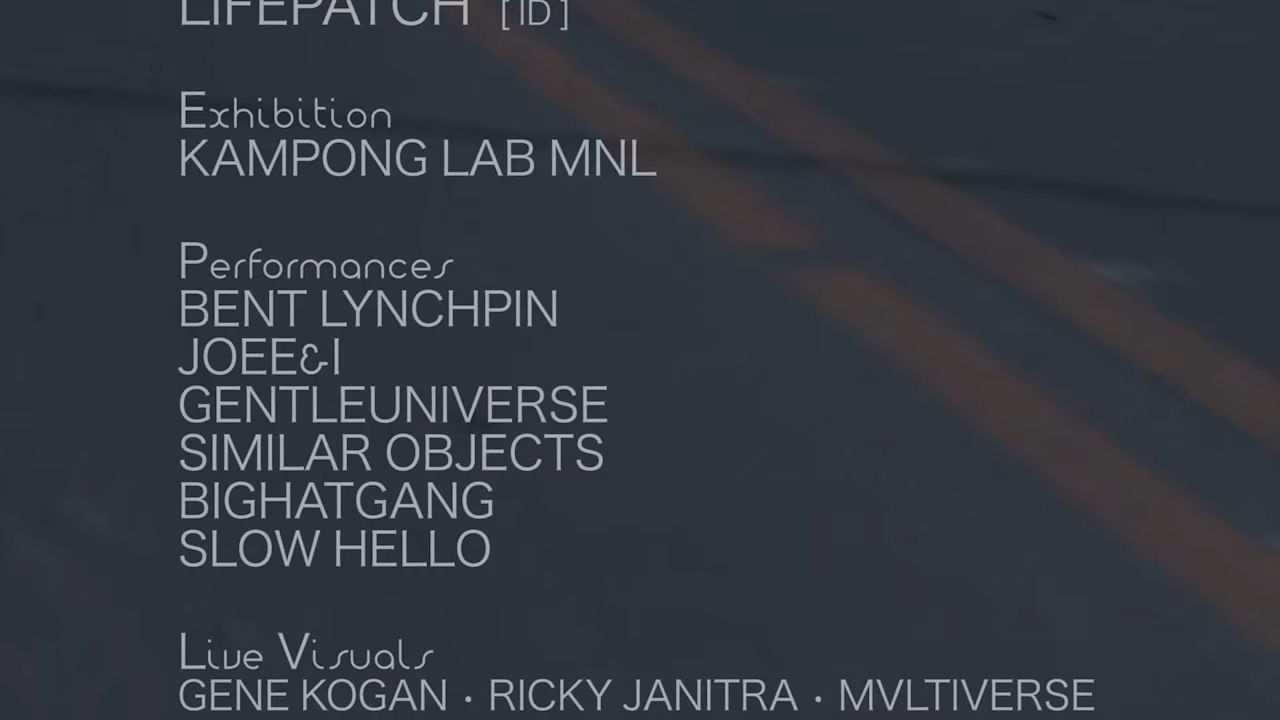 LIFEPATCH [ID]
Exhibition
KAMPONG LAB MNL
Performances
BENT LYNCHPIN
JOEE&I
GENTLEUNIVERSE
SIMILAR OBJECTS
BIGHATGANG
SLOW HELLO
Live Visuals
GENE KOGAN · RICKY JANITRA · MVLTIVERSE